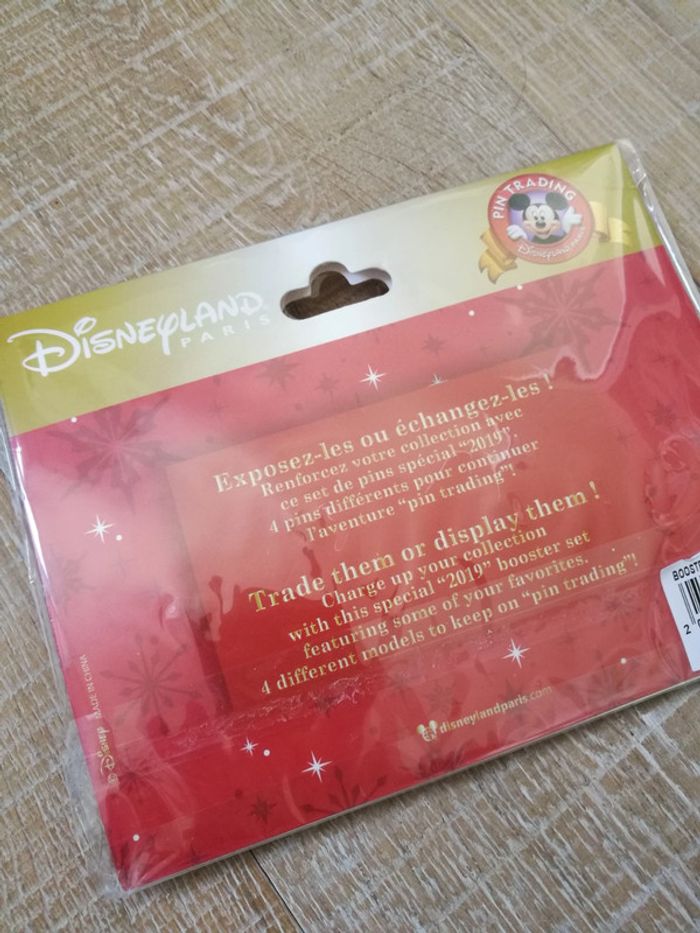 PIN TRADING
Disneyland Paris
DISNEYLAND
PARIS
Exposez-les ou échangez-les !
Renforcez votre collection avec
ce set de pins spécial "2019"
4 pins différents pour continuer
l'aventure "pin trading"!
Trade them or display them !
Charge up your collection
with this special "2019" booster set
featuring some of your favorites.
4 different models to keep on "pin trading"!
disneylandparis.com
© Disney MADE IN CHINA